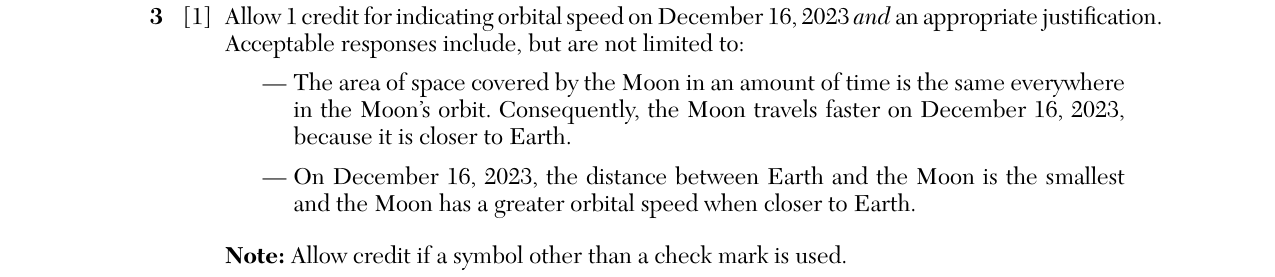 3 [1] Allow 1 credit for indicating orbital speed on December 16, 2023 and an appropriate justification.
Acceptable responses include, but are not limited to:
— The area of space covered by the Moon in an amount of time is the same everywhere
in the Moon’s orbit. Consequently, the Moon travels faster on December 16, 2023,
because it is closer to Earth.
— On December 16, 2023, the distance between Earth and the Moon is the smallest
and the Moon has a greater orbital speed when closer to Earth.
Note: Allow credit if a symbol other than a check mark is used.